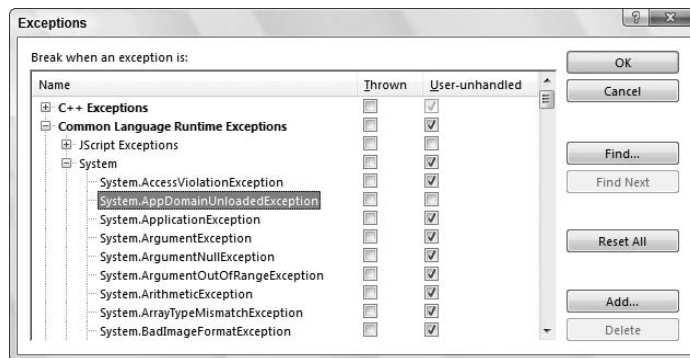 Exceptions
Break when an exception is:
Name Thrown User-unhandled
C++ Exceptions
Common Language Runtime Exceptions
JScript Exceptions
System
System.AccessViolationException
System.AppDomainUnloadedException
System.ApplicationException
System.ArgumentException
System.ArgumentNullException
System.ArgumentOutOfRangeException
System.ArithmeticException
System.ArrayTypeMismatchException
System.BadImageFormatException
OK
Cancel
Find...
Find Next
Reset All
Add...
Delete